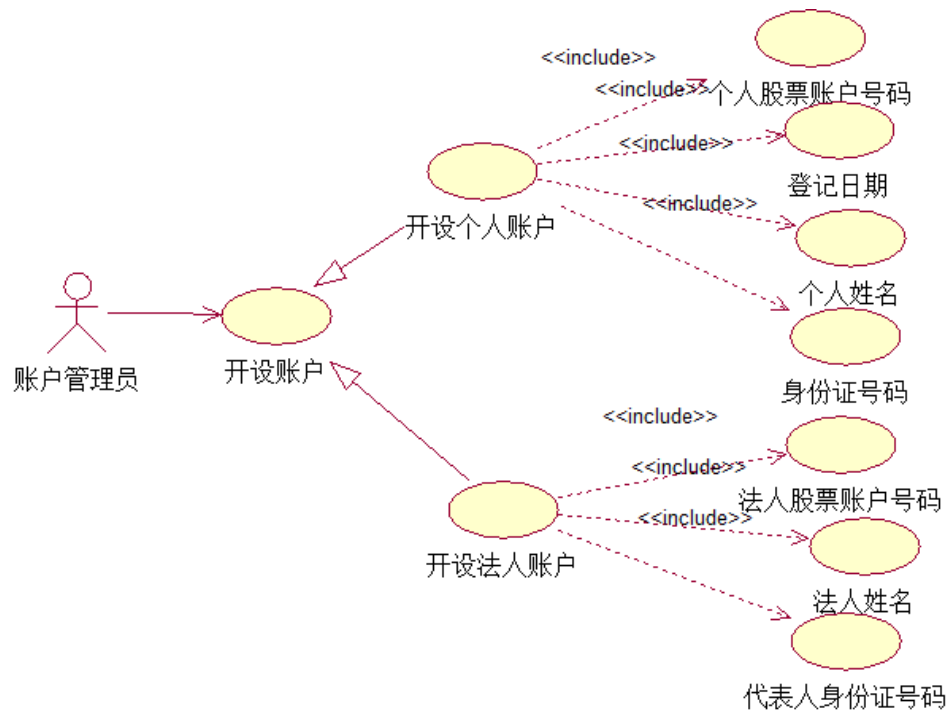 <<include>>
<<include>>
个人股票账户号码
<<include>>
登记日期
<<include>>
开设个人账户
个人姓名
账户管理员
开设账户
身份证号码
<<include>>
<<include>>
法人股票账户号码
<<include>>
开设法人账户
法人姓名
代表人身份证号码